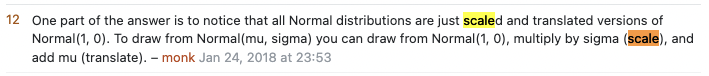 12 One part of the answer is to notice that all Normal distributions are just scaled and translated versions of
Normal(1, 0). To draw from Normal(mu, sigma) you can draw from Normal(1, 0), multiply by sigma (scale), and
add mu (translate). – monk Jan 24, 2018 at 23:53